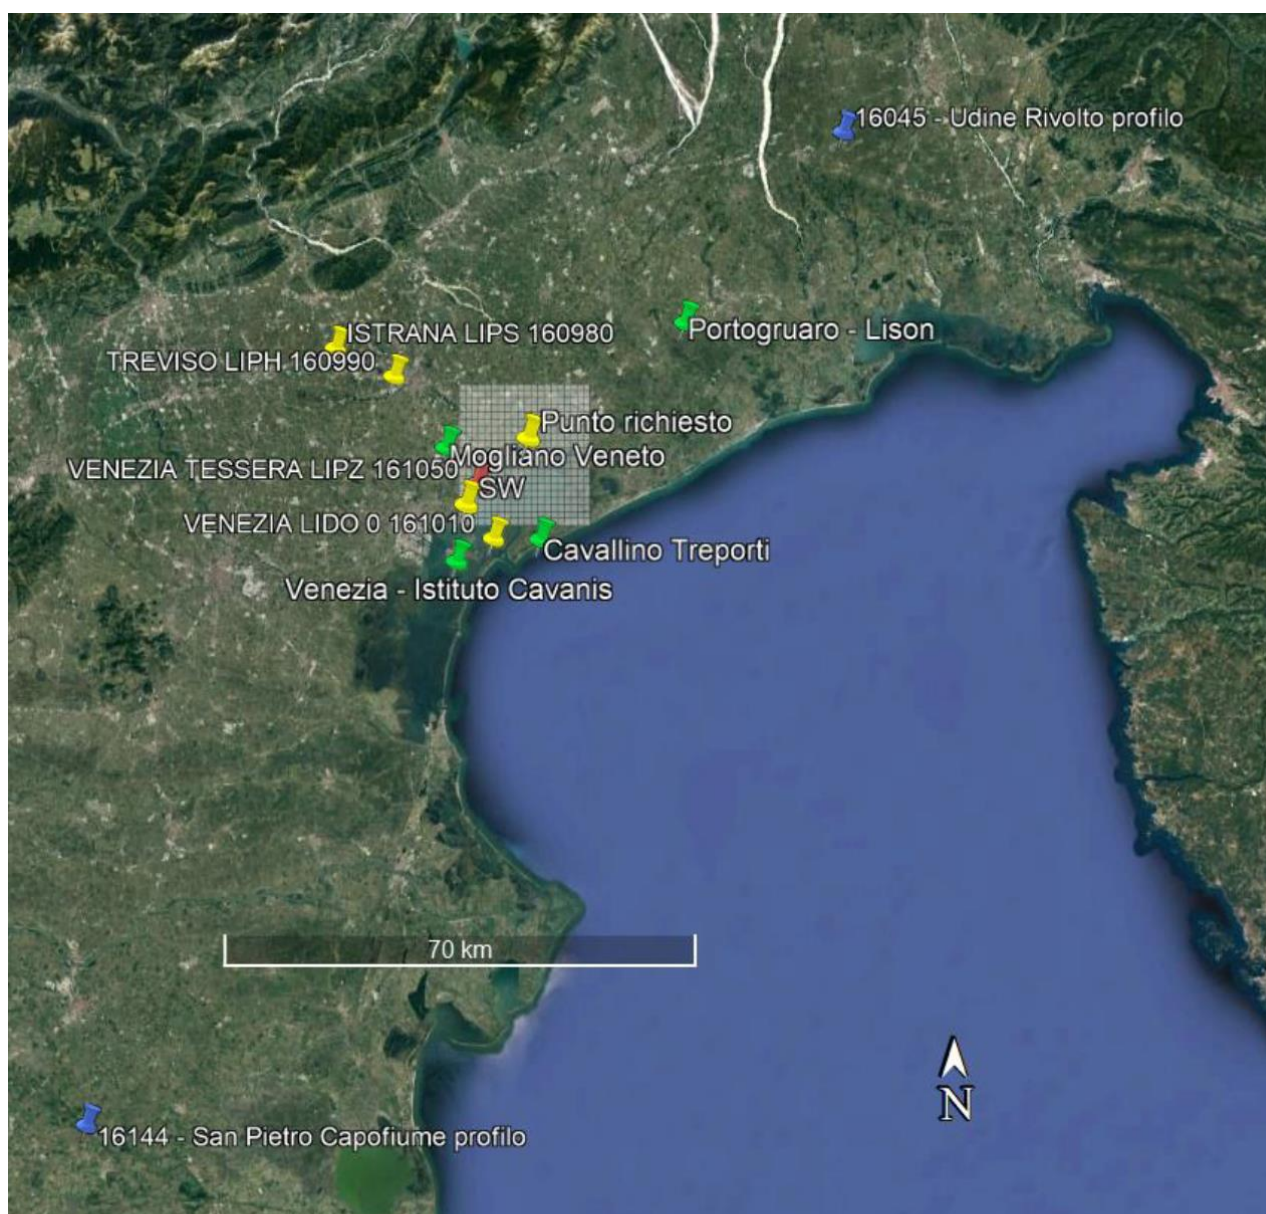 16045 - Udine Rivolto profilo
Portogruaro - Lison
ISTRANA LIPS 160980
TREVISO LIPH 160990
Punto richiesto
Mogliano Veneto
VENEZIA TESSERA LIPZ 161050
SW
VENEZIA LIDO 0 161010
Cavallino Treporti
Venezia - Istituto Cavanis
70 km
N
16144 - San Pietro Capofiume profilo